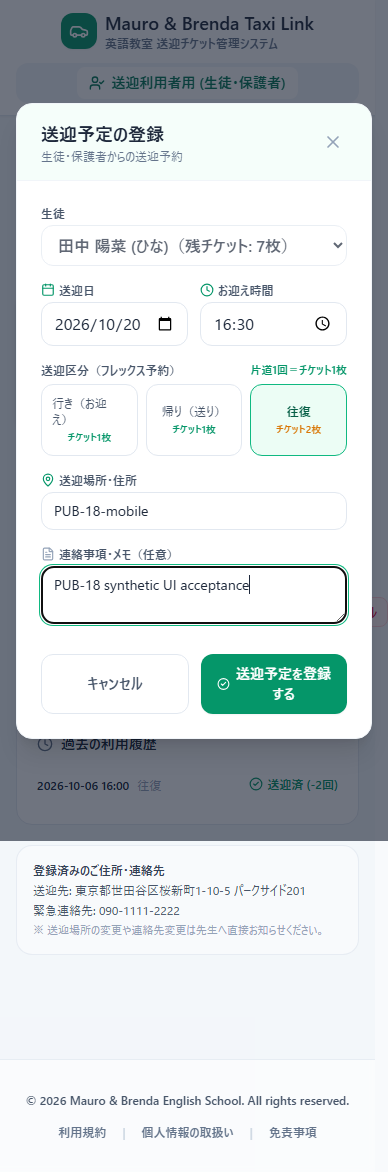 Mauro & Brenda Taxi Link
英語教室 送迎チケット管理システム
送迎利用者用 (生徒・保護者)
送迎予定の登録
生徒・保護者からの送迎予約
生徒
田中 陽菜 (ひな)（残チケット: 7枚）
送迎日
お迎え時間
2026/10/20
16:30
送迎区分（フレックス予約）
片道1回＝チケット1枚
行き（お迎え）
チケット1枚
帰り（送り）
チケット1枚
往復
チケット2枚
送迎場所・住所
PUB-18-mobile
連絡事項・メモ（任意）
PUB-18 synthetic UI acceptance
キャンセル
送迎予定を登録する
過去の利用履歴
2026-10-06 16:00 往復
送迎済 (-2回)
登録済みのご住所・連絡先
送迎先: 東京都世田谷区桜新町1-10-5 パークサイド201
緊急連絡先: 090-1111-2222
※ 送迎場所の変更や連絡先変更は先生へ直接お知らせください。
© 2026 Mauro & Brenda English School. All rights reserved.
利用規約 | 個人情報の取扱い | 免責事項